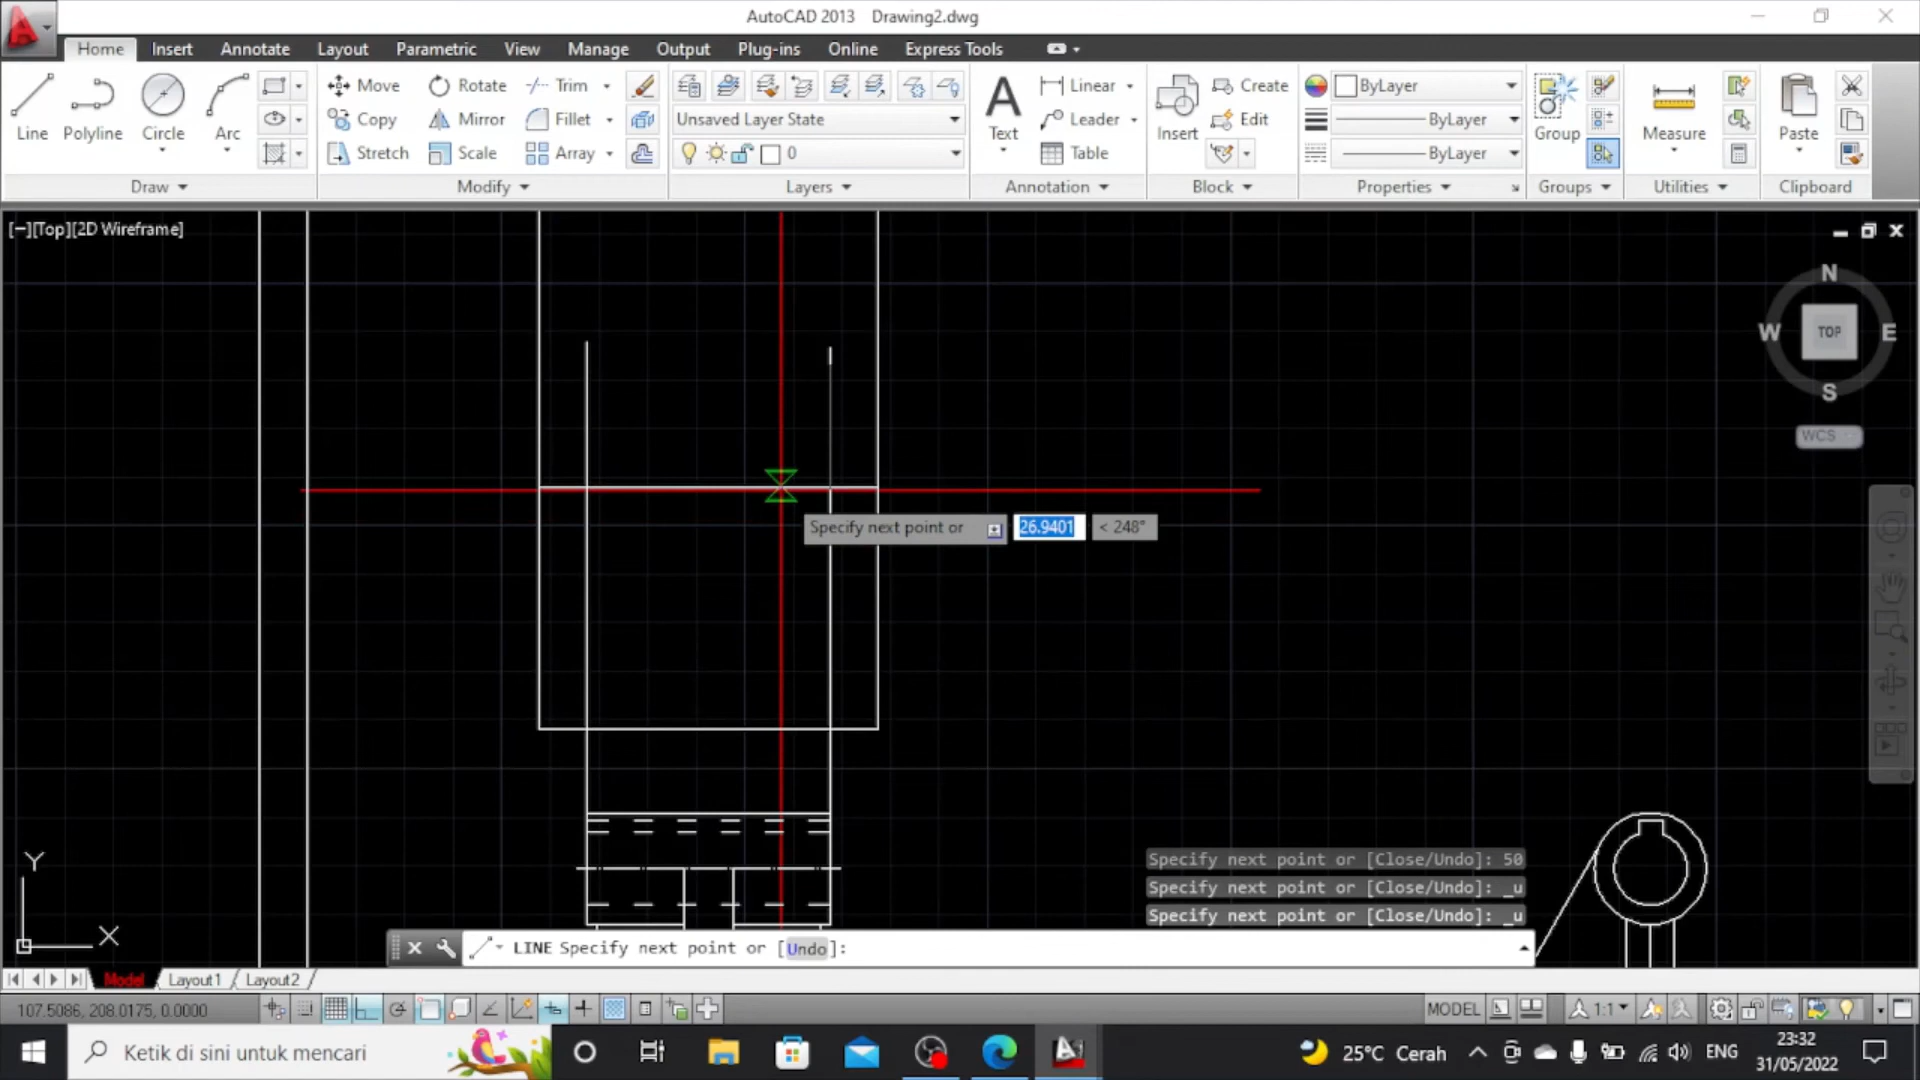 AutoCAD 2013 Drawing2.dwg
Home Insert Annotate Layout Parametric View Manage Output Plug-ins Online Express Tools
Line Polyline Circle Arc
Move Rotate Trim
Copy Mirror Fillet
Stretch Scale Array
Unsaved Layer State
0
Text
Linear
Leader
Table
Insert
Create
Edit
ByLayer
ByLayer
ByLayer
Group
Measure
Paste
Draw Modify Layers Annotation Block Properties Groups Utilities Clipboard
[−][Top][2D Wireframe]
N
W TOP E
S
WCS
Specify next point or 26.9401 < 248°
Y
X
Specify next point or [Close/Undo]: 50
Specify next point or [Close/Undo]: _u
Specify next point or [Close/Undo]: _u
LINE Specify next point or [Undo]:
Model Layout1 Layout2
107.5086, 208.0175, 0.0000
MODEL 1:1
Ketik di sini untuk mencari
25°C Cerah
ENG
23:32
31/05/2022